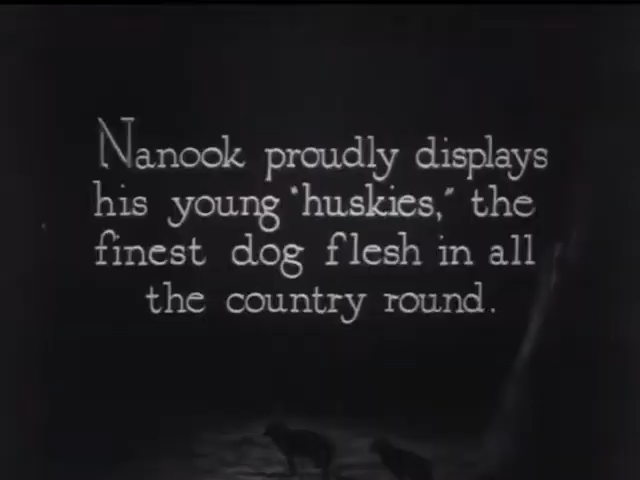 Nanook proudly displays
his young "huskies," the
finest dog flesh in all
the country round.